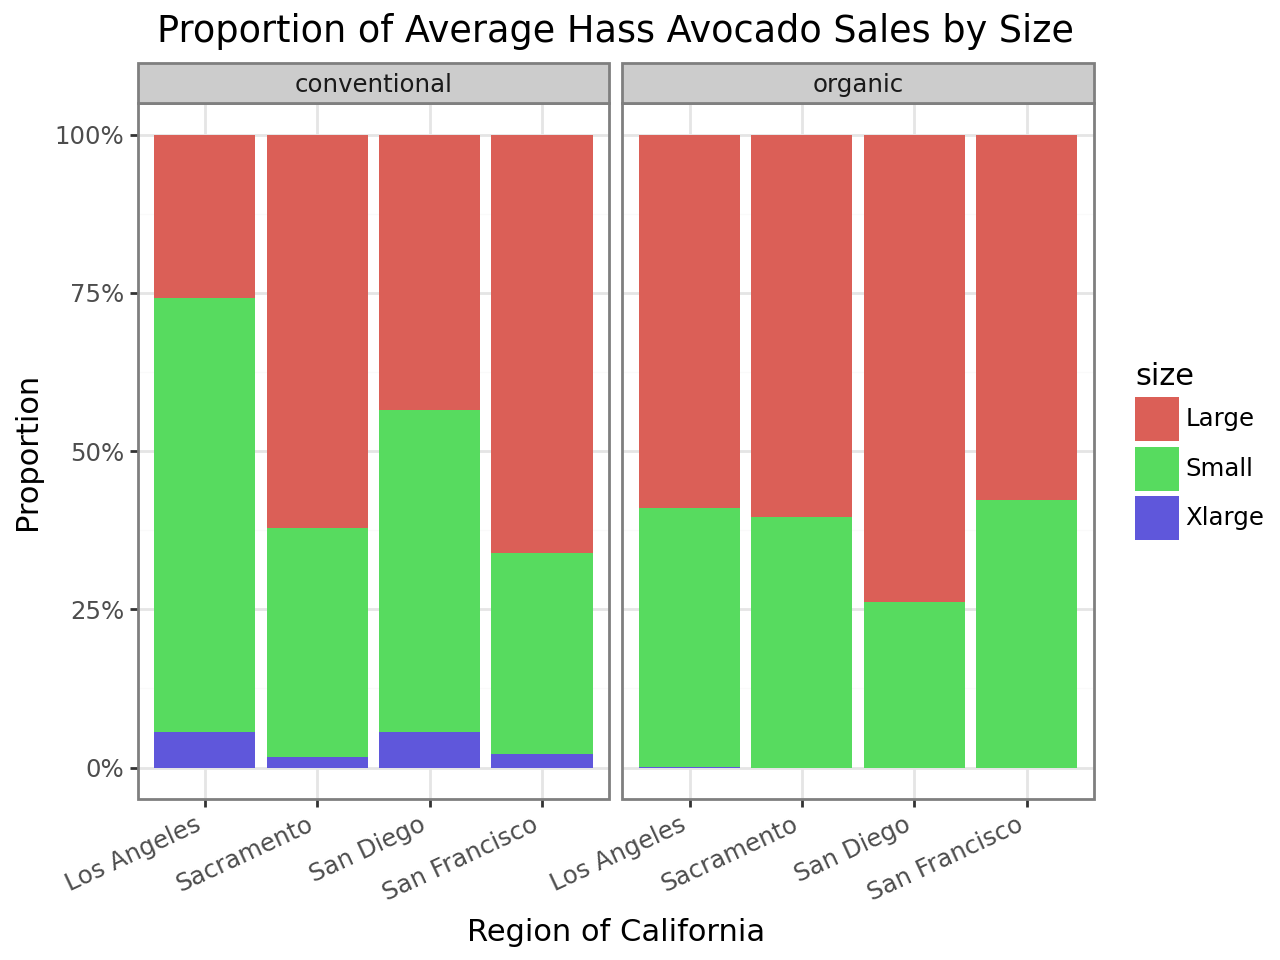 Proportion of Average Hass Avocado Sales by Size
conventional
organic
100%
75%
50%
25%
0%
Proportion
Los Angeles
Sacramento
San Diego
San Francisco
Los Angeles
Sacramento
San Diego
San Francisco
Region of California
size
Large
Small
Xlarge